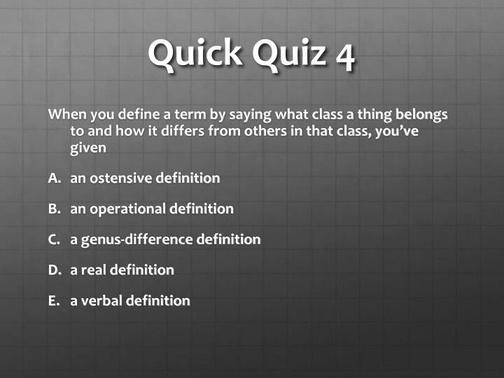 Quick Quiz 4
When you define a term by saying what class a thing belongs
to and how it differs from others in that class, you've
given
A. an ostensive definition
B. an operational definition
C. a genus-difference definition
D. a real definition
E. a verbal definition